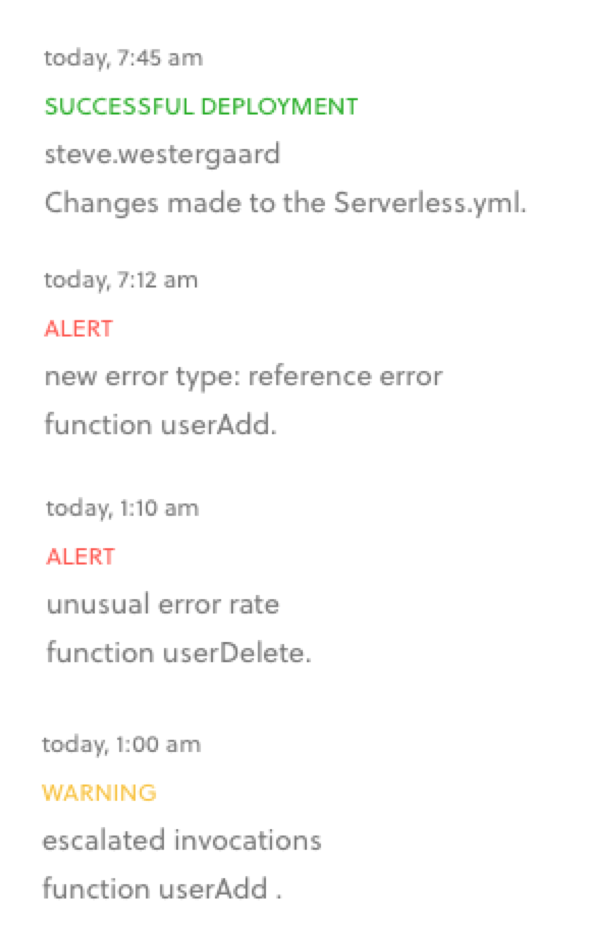 today, 7:45 am
SUCCESSFUL DEPLOYMENT
steve.westergaard
Changes made to the Serverless.yml.
today, 7:12 am
ALERT
new error type: reference error
function userAdd.
today, 1:10 am
ALERT
unusual error rate
function userDelete.
today, 1:00 am
WARNING
escalated invocations
function userAdd .